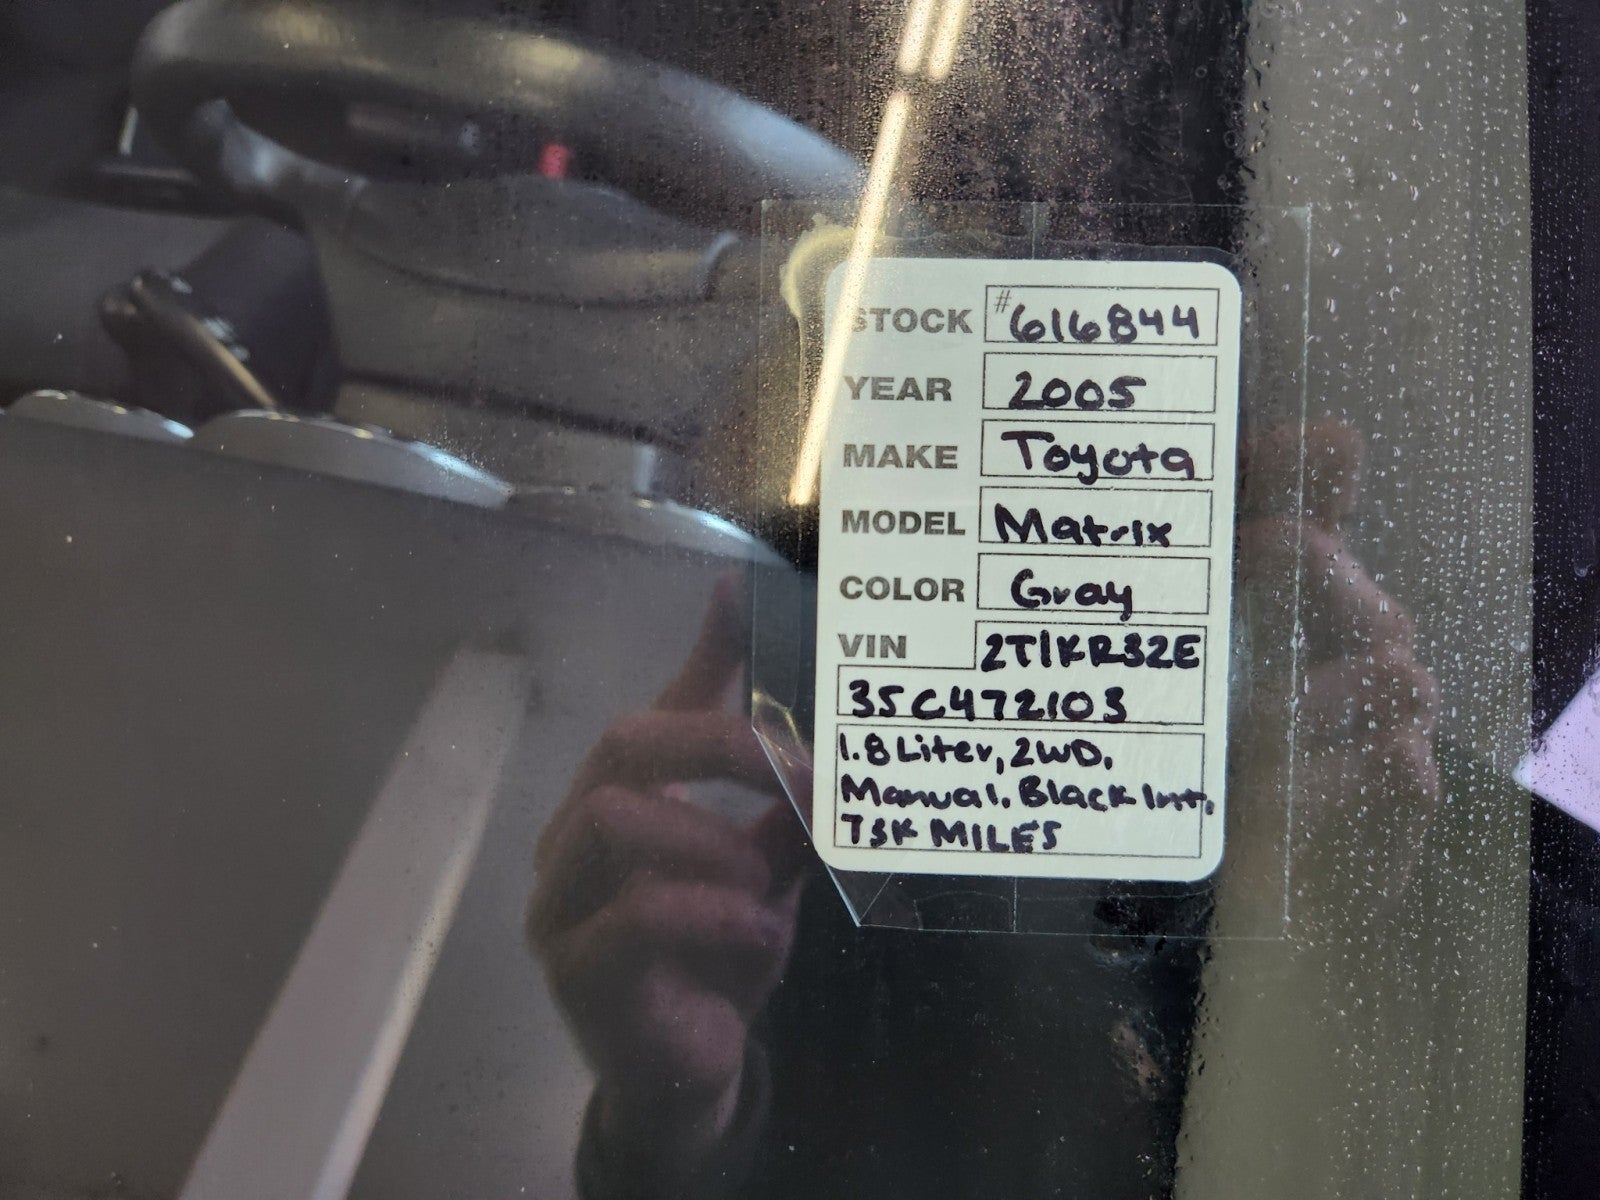 STOCK #616844
YEAR 2005
MAKE Toyota
MODEL Matrix
COLOR Gray
VIN 2T1KR32E
35C472103
1.8 Liter, 2WD.
Manual. Black Int.
73K MILES